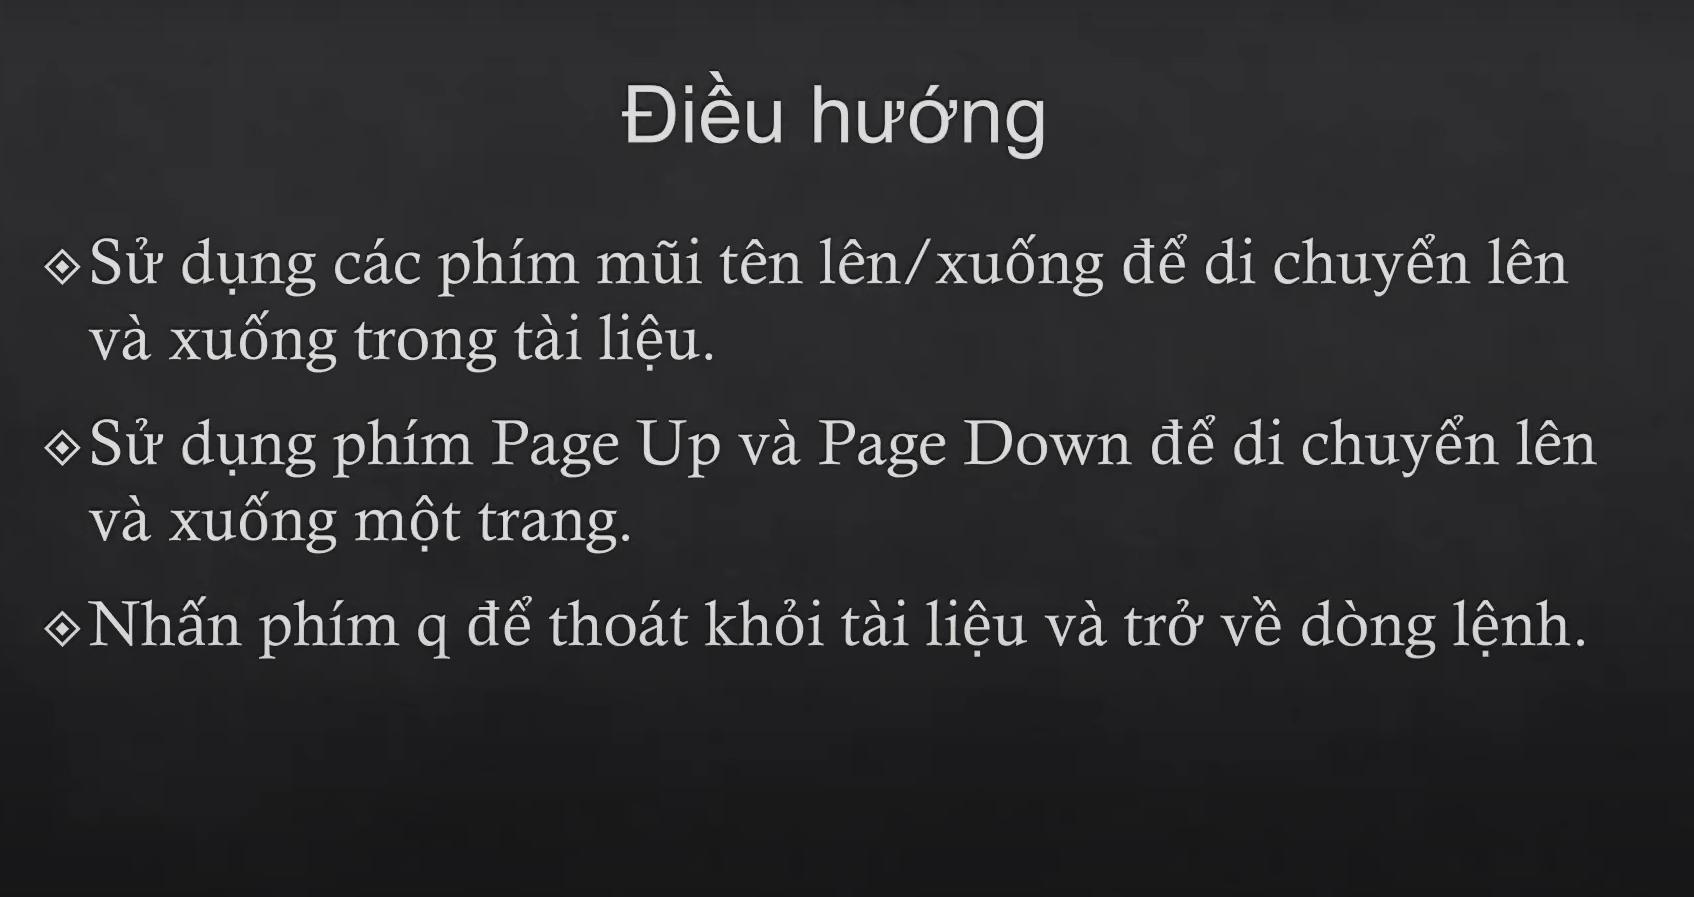 Điều hướng
Sử dụng các phím mũi tên lên/xuống để di chuyển lên
và xuống trong tài liệu.
Sử dụng phím Page Up và Page Down để di chuyển lên
và xuống một trang.
Nhấn phím q để thoát khỏi tài liệu và trở về dòng lệnh.